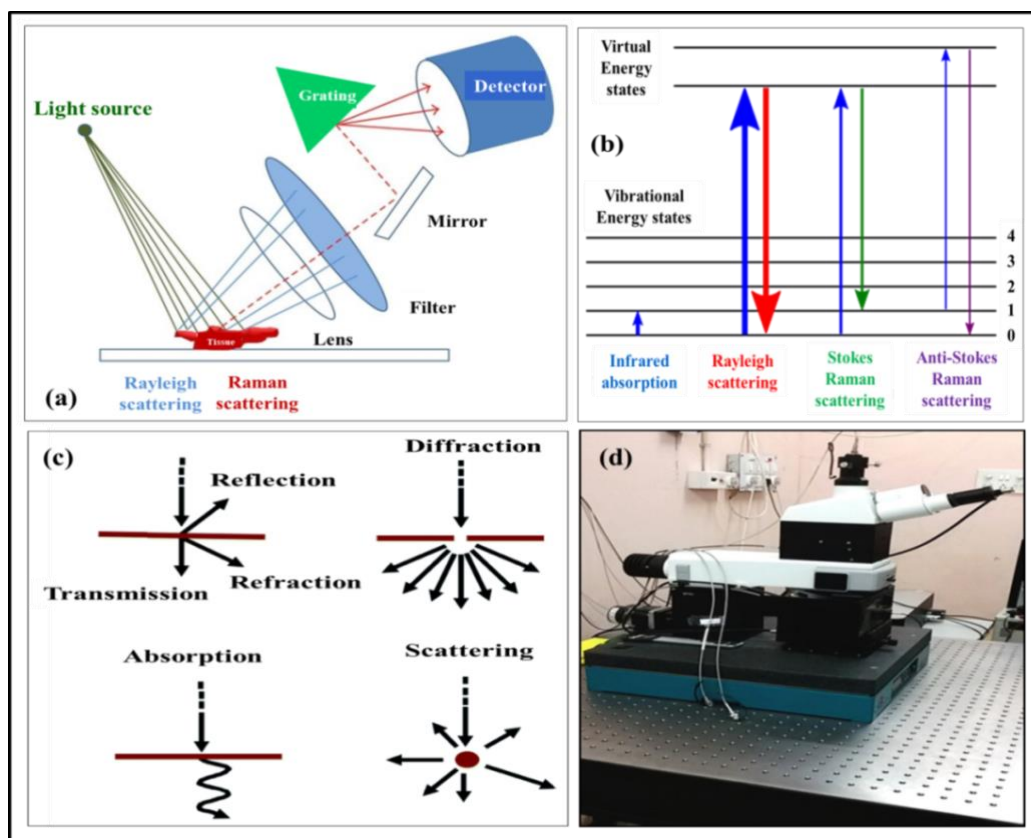 Light source
Grating
Detector
Mirror
Filter
Lens
Tissue
Rayleigh
scattering
Raman
scattering
(a)
Virtual
Energy
states
(b)
Vibrational
Energy states
4
3
2
1
0
Infrared
absorption
Rayleigh
scattering
Stokes
Raman
scattering
Anti-Stokes
Raman
scattering
(c)
Reflection
Transmission
Refraction
Diffraction
Absorption
Scattering
(d)